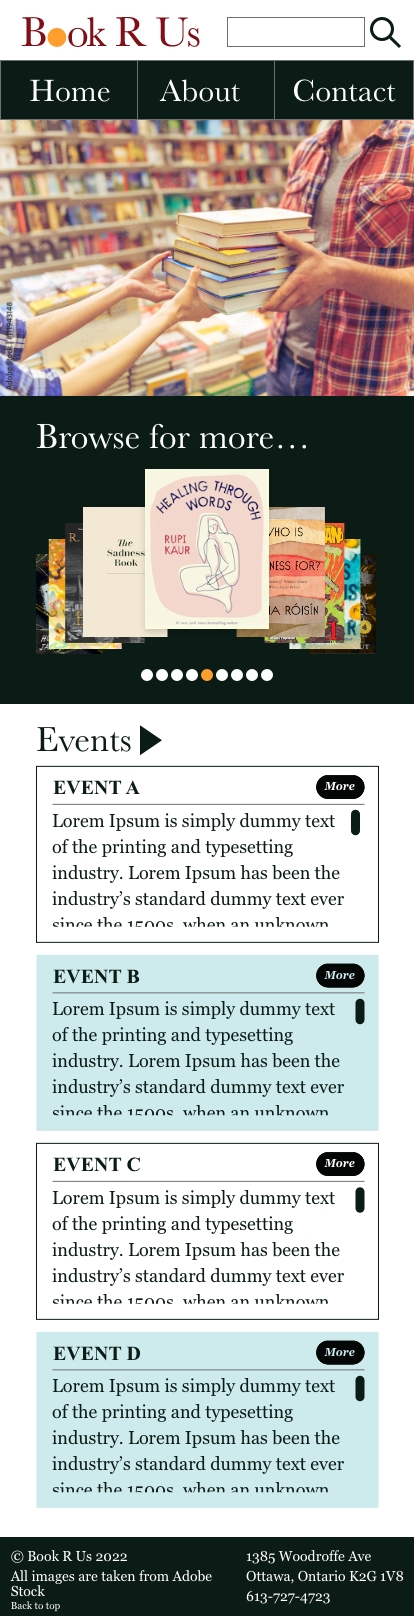 Book R Us
Home About Contact
Browse for more...
HEALING THROUGH
WORDS
RUPI
KAUR
The
Sadness
Book
WHO IS
NESS FOR?
RÓISÍN
Events
EVENT A More
Lorem Ipsum is simply dummy text
of the printing and typesetting
industry. Lorem Ipsum has been the
industry’s standard dummy text ever
since the 1500s, when an unknown
EVENT B More
Lorem Ipsum is simply dummy text
of the printing and typesetting
industry. Lorem Ipsum has been the
industry’s standard dummy text ever
since the 1500s, when an unknown
EVENT C More
Lorem Ipsum is simply dummy text
of the printing and typesetting
industry. Lorem Ipsum has been the
industry’s standard dummy text ever
since the 1500s, when an unknown
EVENT D More
Lorem Ipsum is simply dummy text
of the printing and typesetting
industry. Lorem Ipsum has been the
industry’s standard dummy text ever
since the 1500s, when an unknown
© Book R Us 2022
All images are taken from Adobe
Stock
Back to top
1385 Woodroffe Ave
Ottawa, Ontario K2G 1V8
613-727-4723